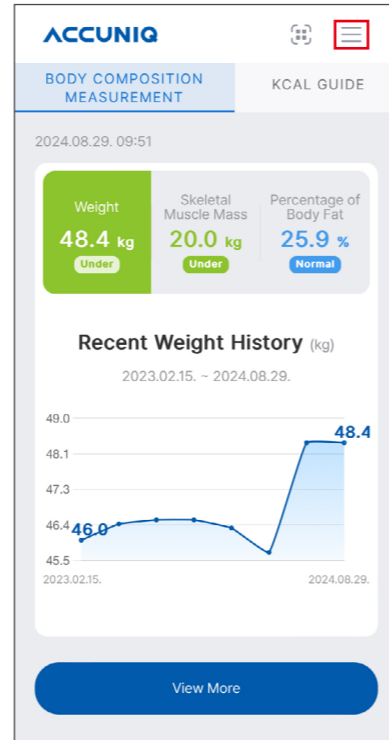 ACCUNIQ
BODY COMPOSITION
MEASUREMENT
KCAL GUIDE
2024.08.29. 09:51
Weight
48.4 kg
Under
Skeletal
Muscle Mass
20.0 kg
Under
Percentage of
Body Fat
25.9 %
Normal
Recent Weight History (kg)
2023.02.15. ~ 2024.08.29.
49.0
48.4
48.1
47.3
46.4
46.0
45.5
2023.02.15.
2024.08.29.
View More